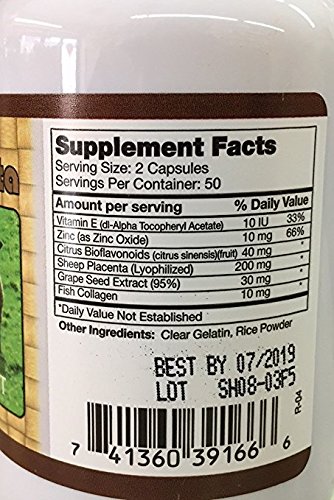 Supplement Facts
Serving Size: 2 Capsules
Servings Per Container: 50
Amount per serving % Daily Value
Vitamin E (dl-Alpha Tocopheryl Acetate) 10 IU 33%
Zinc (as Zinc Oxide) 10 mg 66%
Citrus Bioflavonoids (citrus sinensis)(fruit) 40 mg *
Sheep Placenta (Lyophilized) 200 mg *
Grape Seed Extract (95%) 30 mg *
Fish Collagen 10 mg *
*Daily Value Not Established
Other Ingredients: Clear Gelatin, Rice Powder
BEST BY 07/2019
LOT SH08-03F5
R-04
7 41360 39166 6